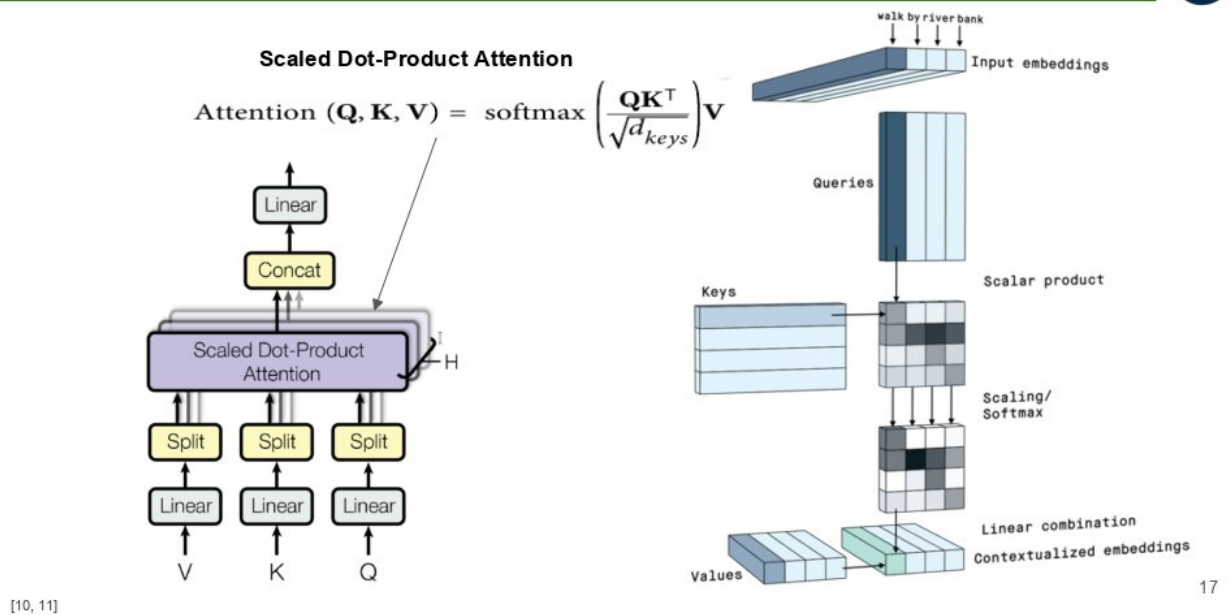 Scaled Dot-Product Attention
Attention (Q, K, V) = softmax (QK⊤ / √d_keys) V
Linear
Concat
Scaled Dot-Product
Attention
H
Split Split Split
Linear Linear Linear
V K Q
walk by river bank
Input embeddings
Queries
Scalar product
Keys
Scaling/
Softmax
Linear combination
Contextualized embeddings
Values
17
[10, 11]